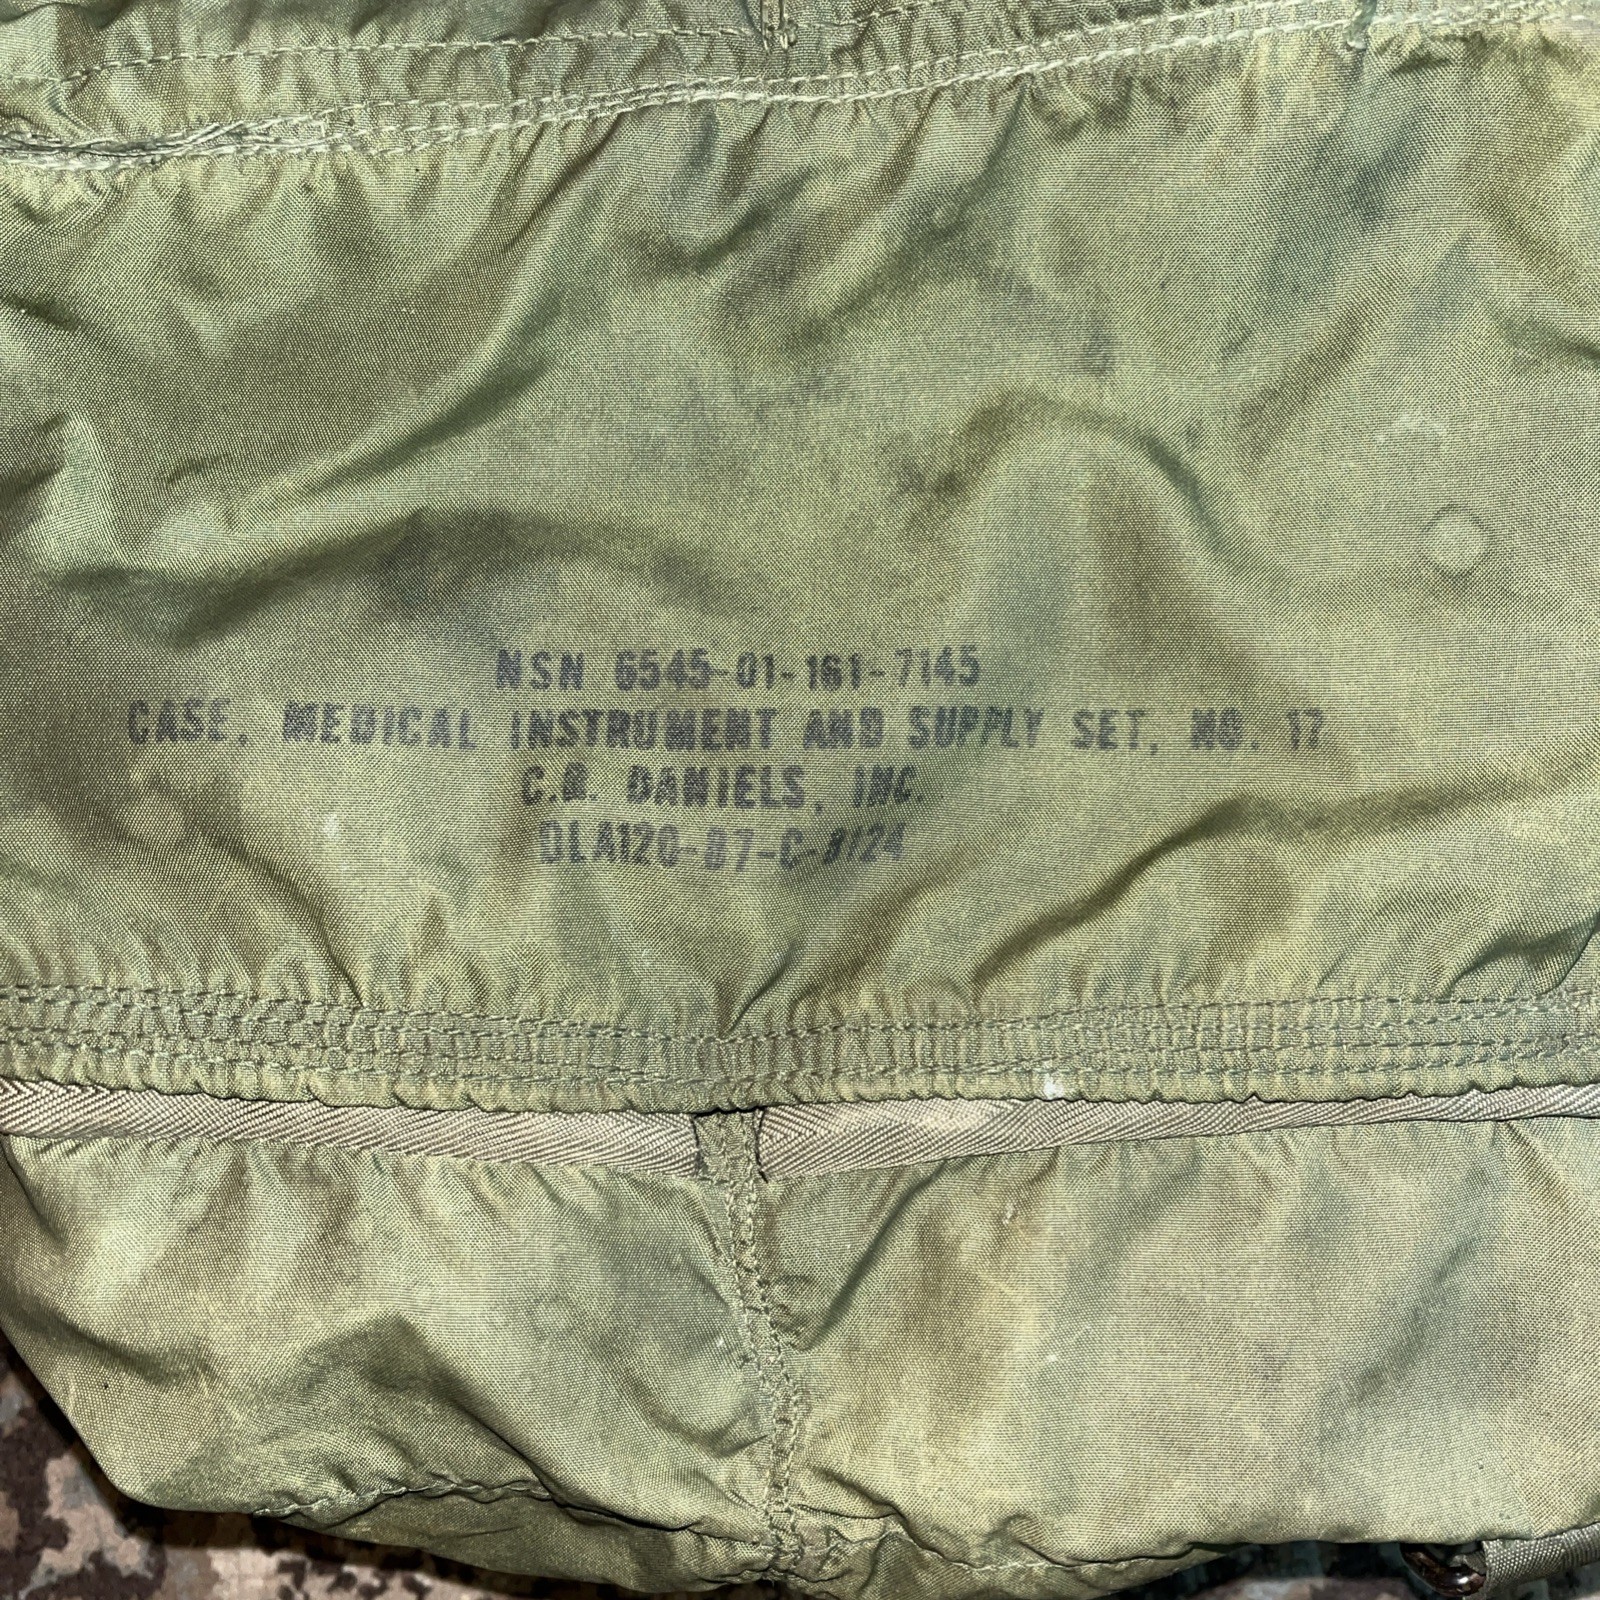 NSN 6545-01-161-7145
CASE, MEDICAL INSTRUMENT AND SUPPLY SET, NO. 17
C.B. DANIELS, INC.
DLA120-87-C-8124